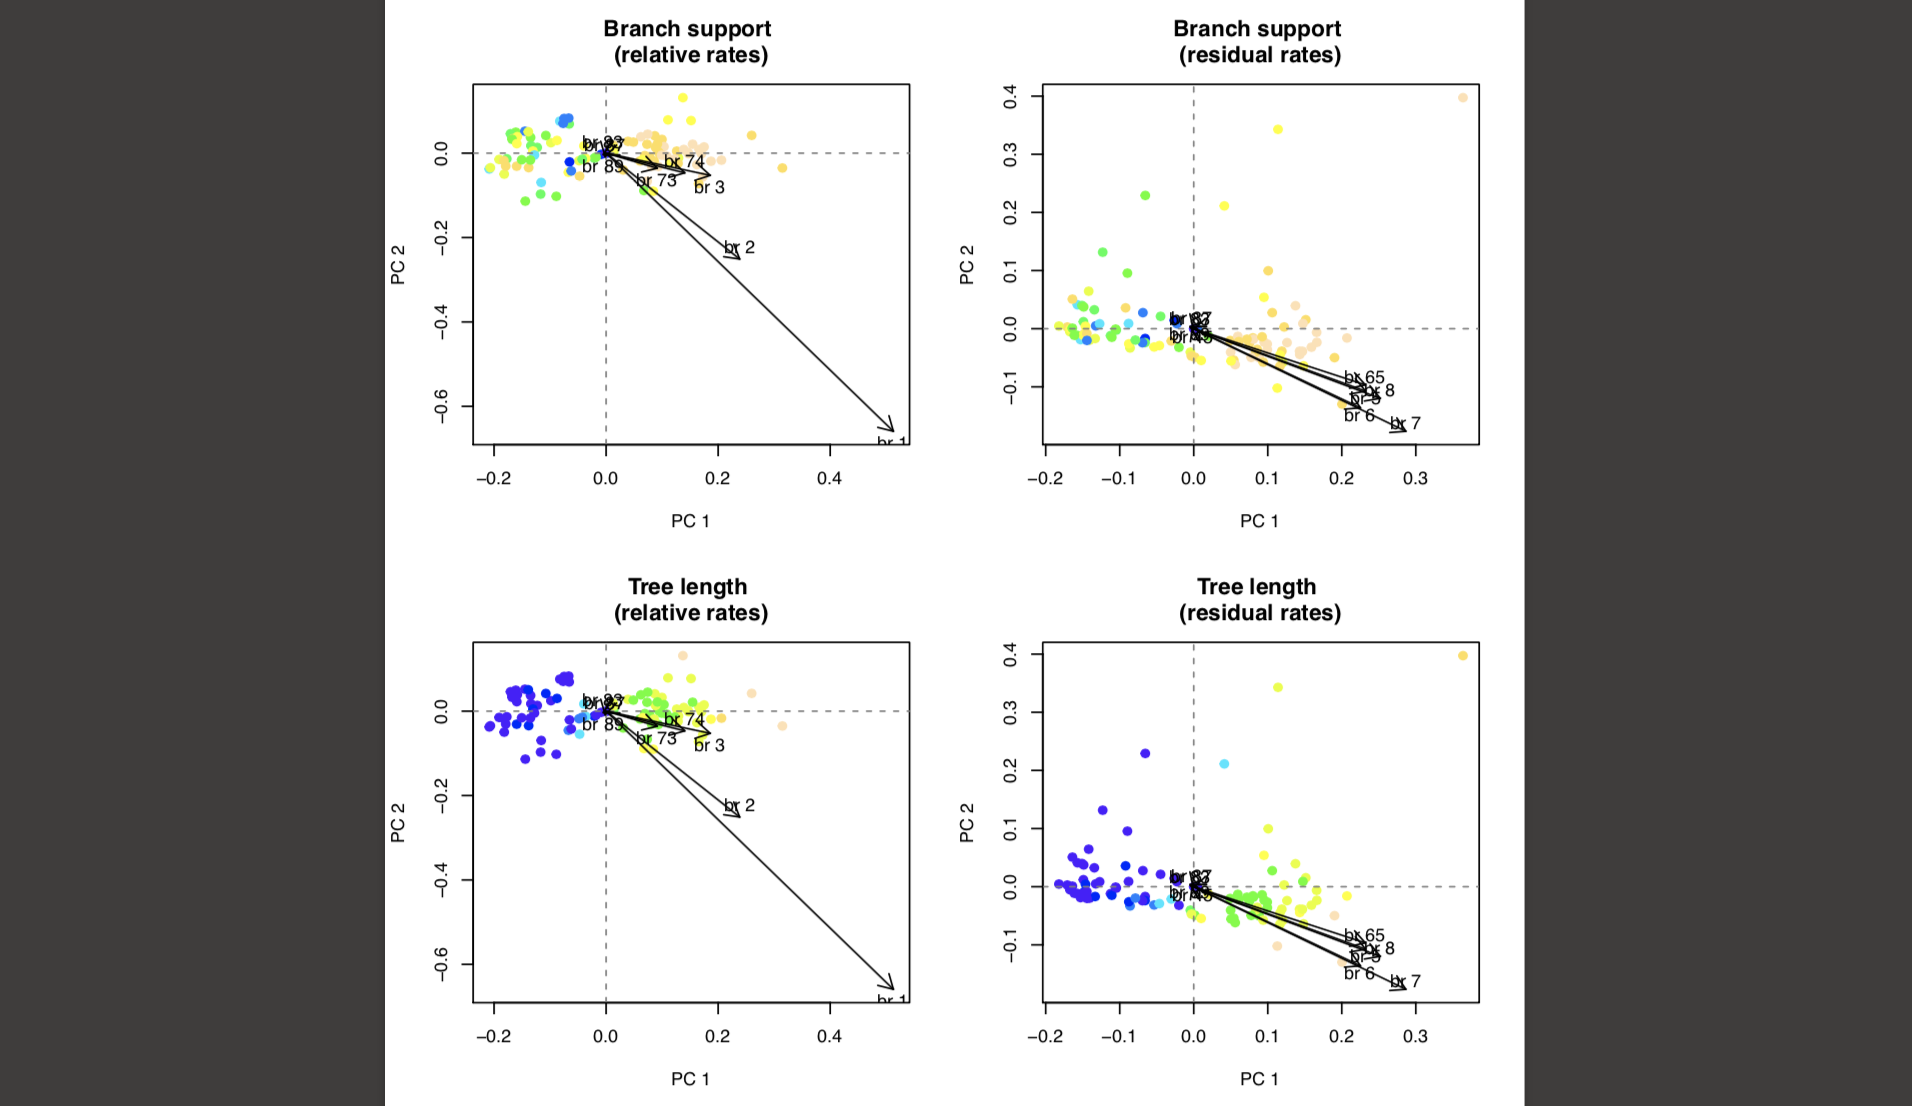 Branch support
(relative rates)
0.0
−0.2
−0.4
−0.6
PC 2
br 89
br 74
br 73
br 3
br 2
br 1
−0.2
0.0
0.2
0.4
PC 1
Branch support
(residual rates)
0.4
0.3
0.2
0.1
0.0
−0.1
PC 2
br 65
br 8
br 6
br 7
−0.2
−0.1
0.0
0.1
0.2
0.3
PC 1
Tree length
(relative rates)
0.0
−0.2
−0.4
−0.6
PC 2
br 89
br 74
br 73
br 3
br 2
br 1
−0.2
0.0
0.2
0.4
PC 1
Tree length
(residual rates)
0.4
0.3
0.2
0.1
0.0
−0.1
PC 2
br 65
br 8
br 6
br 7
−0.2
−0.1
0.0
0.1
0.2
0.3
PC 1